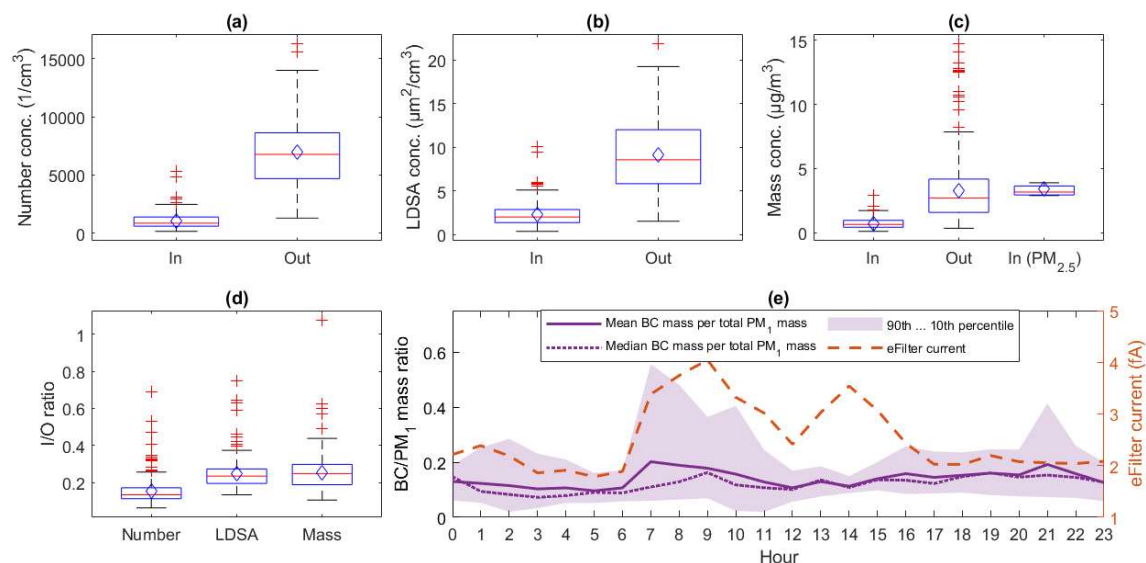 (a)
Number conc. (1/cm³)
15000
10000
5000
0
In
Out
(b)
LDSA conc. (μm²/cm³)
20
15
10
5
0
In
Out
(c)
Mass conc. (μg/m³)
15
10
5
0
In
Out
In (PM₂.₅)
(d)
I/O ratio
1
0.8
0.6
0.4
0.2
Number
LDSA
Mass
(e)
BC/PM₁ mass ratio
0.6
0.4
0.2
0
Mean BC mass per total PM₁ mass
Median BC mass per total PM₁ mass
90th ... 10th percentile
eFilter current
5
4
3
2
1
eFilter current (fA)
0 1 2 3 4 5 6 7 8 9 10 11 12 13 14 15 16 17 18 19 20 21 22 23
Hour